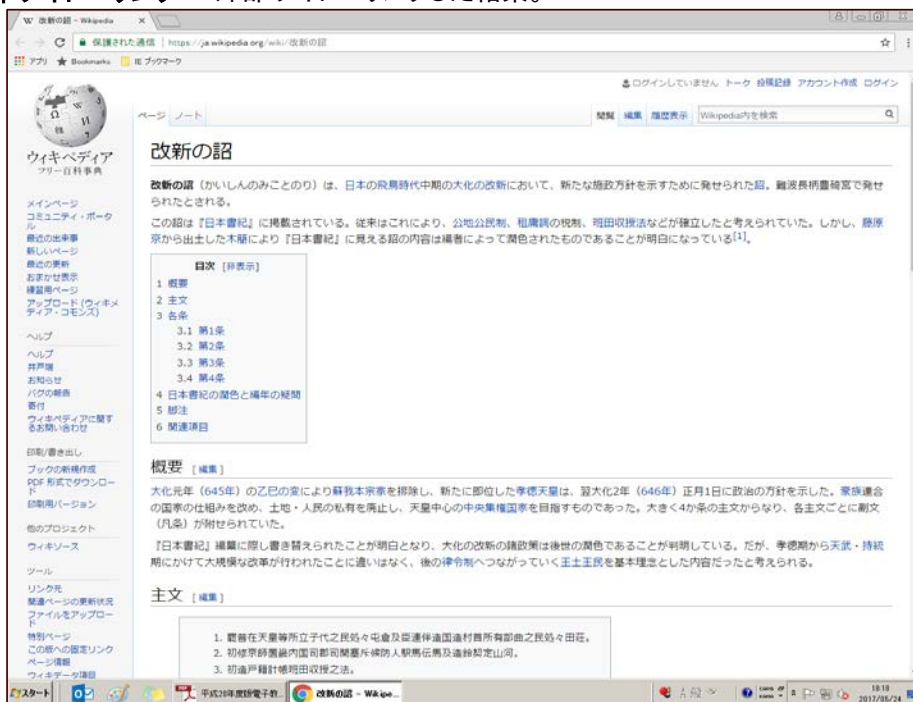 改新の詔 - Wikipedia
保護された通信 | https://ja.wikipedia.org/wiki/改新の詔
アプリ ★ Bookmarks IE ブックマーク
ログインしていません トーク 投稿記録 アカウント作成 ログイン
ページ ノート 閲覧 編集 履歴表示 Wikipedia内を検索
ウィキペディア
フリー百科事典
メインページ
コミュニティ・ポータ
ル
最近の出来事
新しいページ
最近の更新
おまかせ表示
練習用ページ
アップロード (ウィキメ
ディア・コモンズ)
ヘルプ
ヘルプ
井戸端
お知らせ
バグの報告
寄付
ウィキペディアに関す
るお問い合わせ
印刷/書き出し
ブックの新規作成
PDF 形式でダウンロー
ド
印刷用バージョン
他のプロジェクト
ウィキソース
ツール
リンク元
関連ページの更新状況
ファイルをアップロー
ド
特別ページ
この版への固定リンク
ページ情報
ウィキデータ項目
改新の詔
改新の詔（かいしんのみことのり）は、日本の飛鳥時代中期の大化の改新において、新たな施政方針を示すために発せられた詔。難波長柄豊碕宮で発せ
られたとされる。
この詔は『日本書紀』に掲載されている。従来はこれにより、公地公民制、租庸調の税制、班田収授法などが確立したと考えられていた。しかし、藤原
京から出土した木簡により『日本書紀』に見える詔の内容は編者によって潤色されたものであることが明白になっている[1]。
目次 [非表示]
1 概要
2 主文
3 各条
3.1 第1条
3.2 第2条
3.3 第3条
3.4 第4条
4 日本書紀の潤色と編年の疑問
5 脚注
6 関連項目
概要 [編集]
大化元年（645年）の乙巳の変により蘇我本宗家を排除し、新たに即位した孝徳天皇は、翌大化2年（646年）正月1日に政治の方針を示した。豪族連合
の国家の仕組みを改め、土地・人民の私有を廃止し、天皇中心の中央集権国家を目指すものであった。大きく4か条の主文からなり、各主文ごとに副文
（凡条）が附せられていた。
『日本書紀』編纂に際し書き替えられたことが明白となり、大化の改新の諸政策は後世の潤色であることが判明している。だが、孝徳期から天武・持統
期にかけて大規模な改革が行われたことに違いはなく、後の律令制へつながっていく王土王民を基本理念とした内容だったと考えられる。
主文 [編集]
1. 罷昔在天皇等所立子代之民処々屯倉及臣連伴造国造村首所有部曲之民処々田荘。
2. 初修京師置畿内国司郡司関塞斥候防人駅馬伝馬及造鈴契定山河。
3. 初造戸籍計帳班田収授之法。
スタート 平成28年度版電子教... 改新の詔 - Wikipe... 18:18
2017/05/24